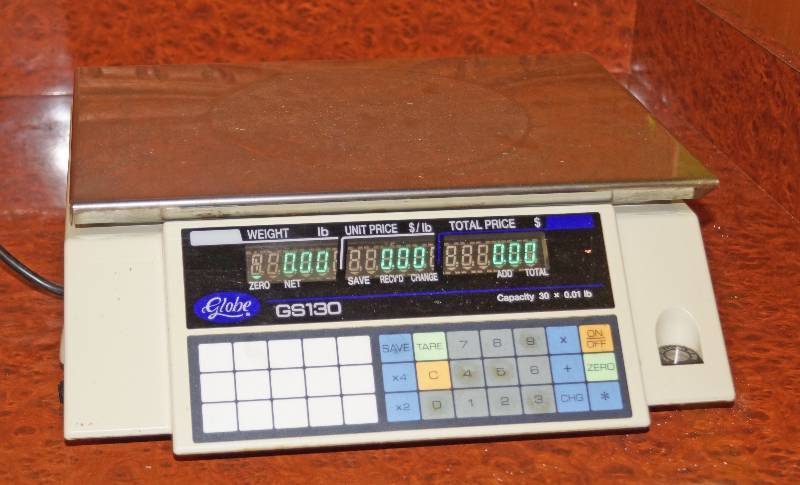 WEIGHT lb UNIT PRICE $/lb TOTAL PRICE $
0.00 0.00 0.00
ZERO NET SAVE RECV'D CHANGE ADD TOTAL
Globe GS130 Capacity 30 × 0.01 lb
SAVE TARE 7 8 9 × ON/OFF
×4 C 4 5 6 + ZERO
×2 0 1 2 3 CHG *